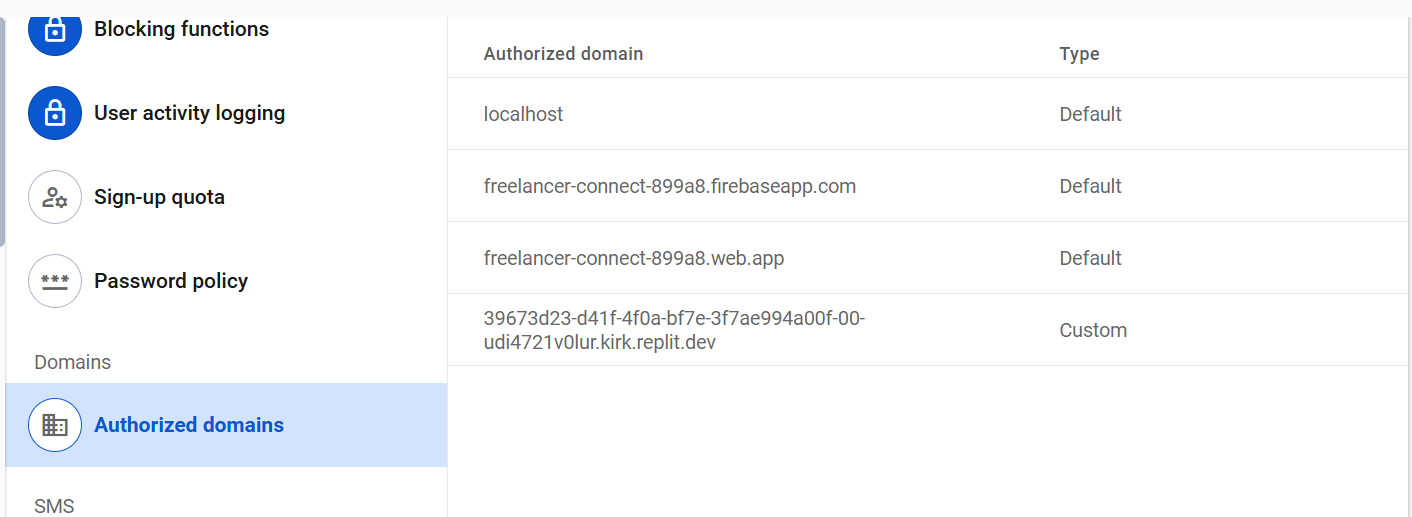 Blocking functions
User activity logging
Sign-up quota
***
Password policy
Domains
Authorized domains
SMS
Authorized domain Type
localhost Default
freelancer-connect-899a8.firebaseapp.com Default
freelancer-connect-899a8.web.app Default
39673d23-d41f-4f0a-bf7e-3f7ae994a00f-00-
udi4721v0lur.kirk.replit.dev Custom